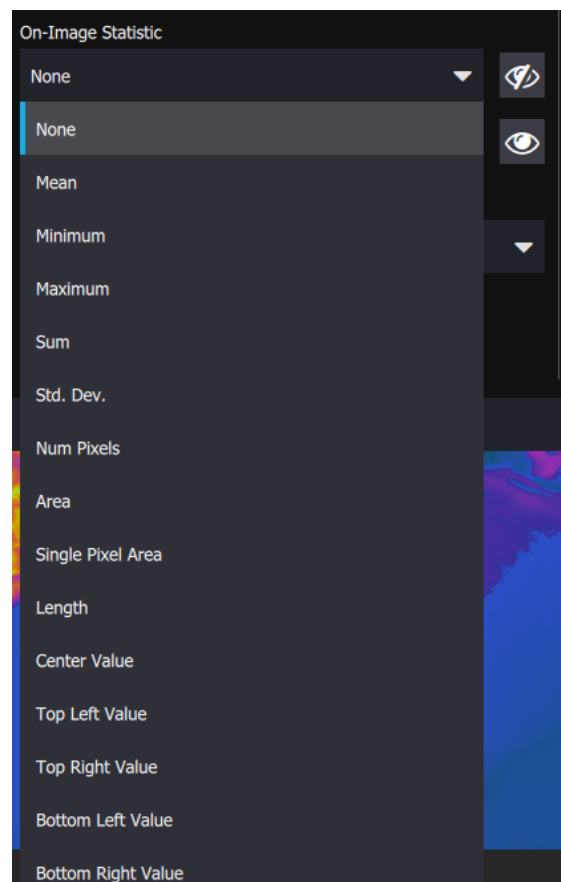 On-Image Statistic
None
None
Mean
Minimum
Maximum
Sum
Std. Dev.
Num Pixels
Area
Single Pixel Area
Length
Center Value
Top Left Value
Top Right Value
Bottom Left Value
Bottom Right Value